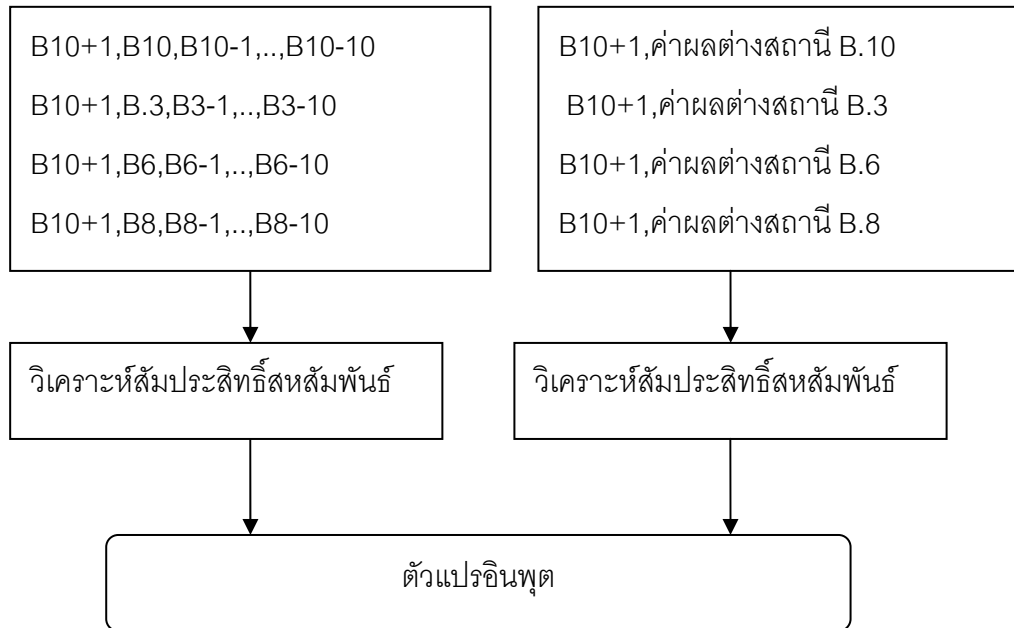 B10+1,B10,B10-1,..,B10-10
B10+1,B.3,B3-1,..,B3-10
B10+1,B6,B6-1,..,B6-10
B10+1,B8,B8-1,..,B8-10
B10+1,ค่าผลต่างสถานี B.10
B10+1,ค่าผลต่างสถานี B.3
B10+1,ค่าผลต่างสถานี B.6
B10+1,ค่าผลต่างสถานี B.8
วิเคราะห์สัมประสิทธิ์สหสัมพันธ์
วิเคราะห์สัมประสิทธิ์สหสัมพันธ์
ตัวแปรอินพุต